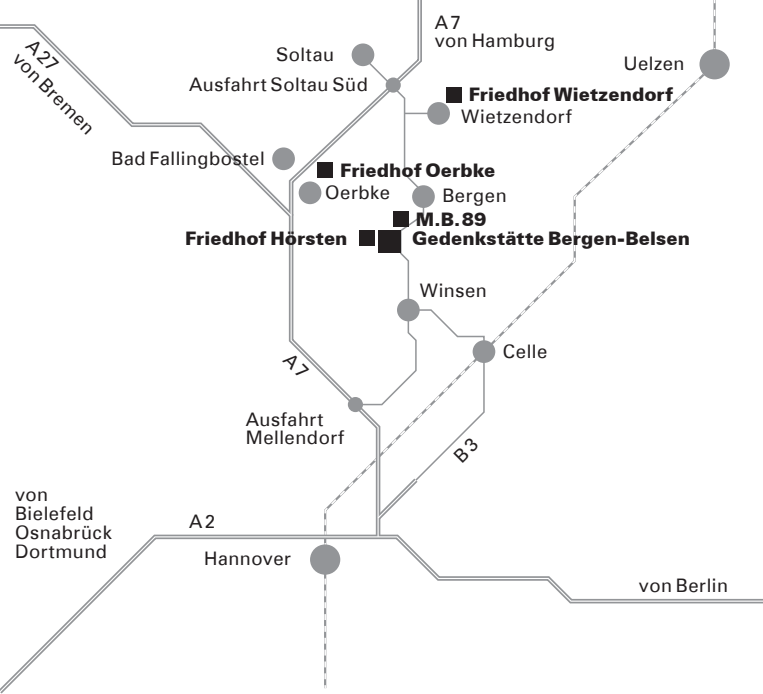 A7
von Hamburg
Soltau
Uelzen
A27
von Bremen
Ausfahrt Soltau Süd
Friedhof Wietzendorf
Wietzendorf
Bad Fallingbostel
Friedhof Oerbke
Oerbke
Bergen
M.B.89
Friedhof Hörsten
Gedenkstätte Bergen-Belsen
Winsen
Celle
A7
Ausfahrt
Mellendorf
B3
von
Bielefeld
Osnabrück
Dortmund
A2
Hannover
von Berlin